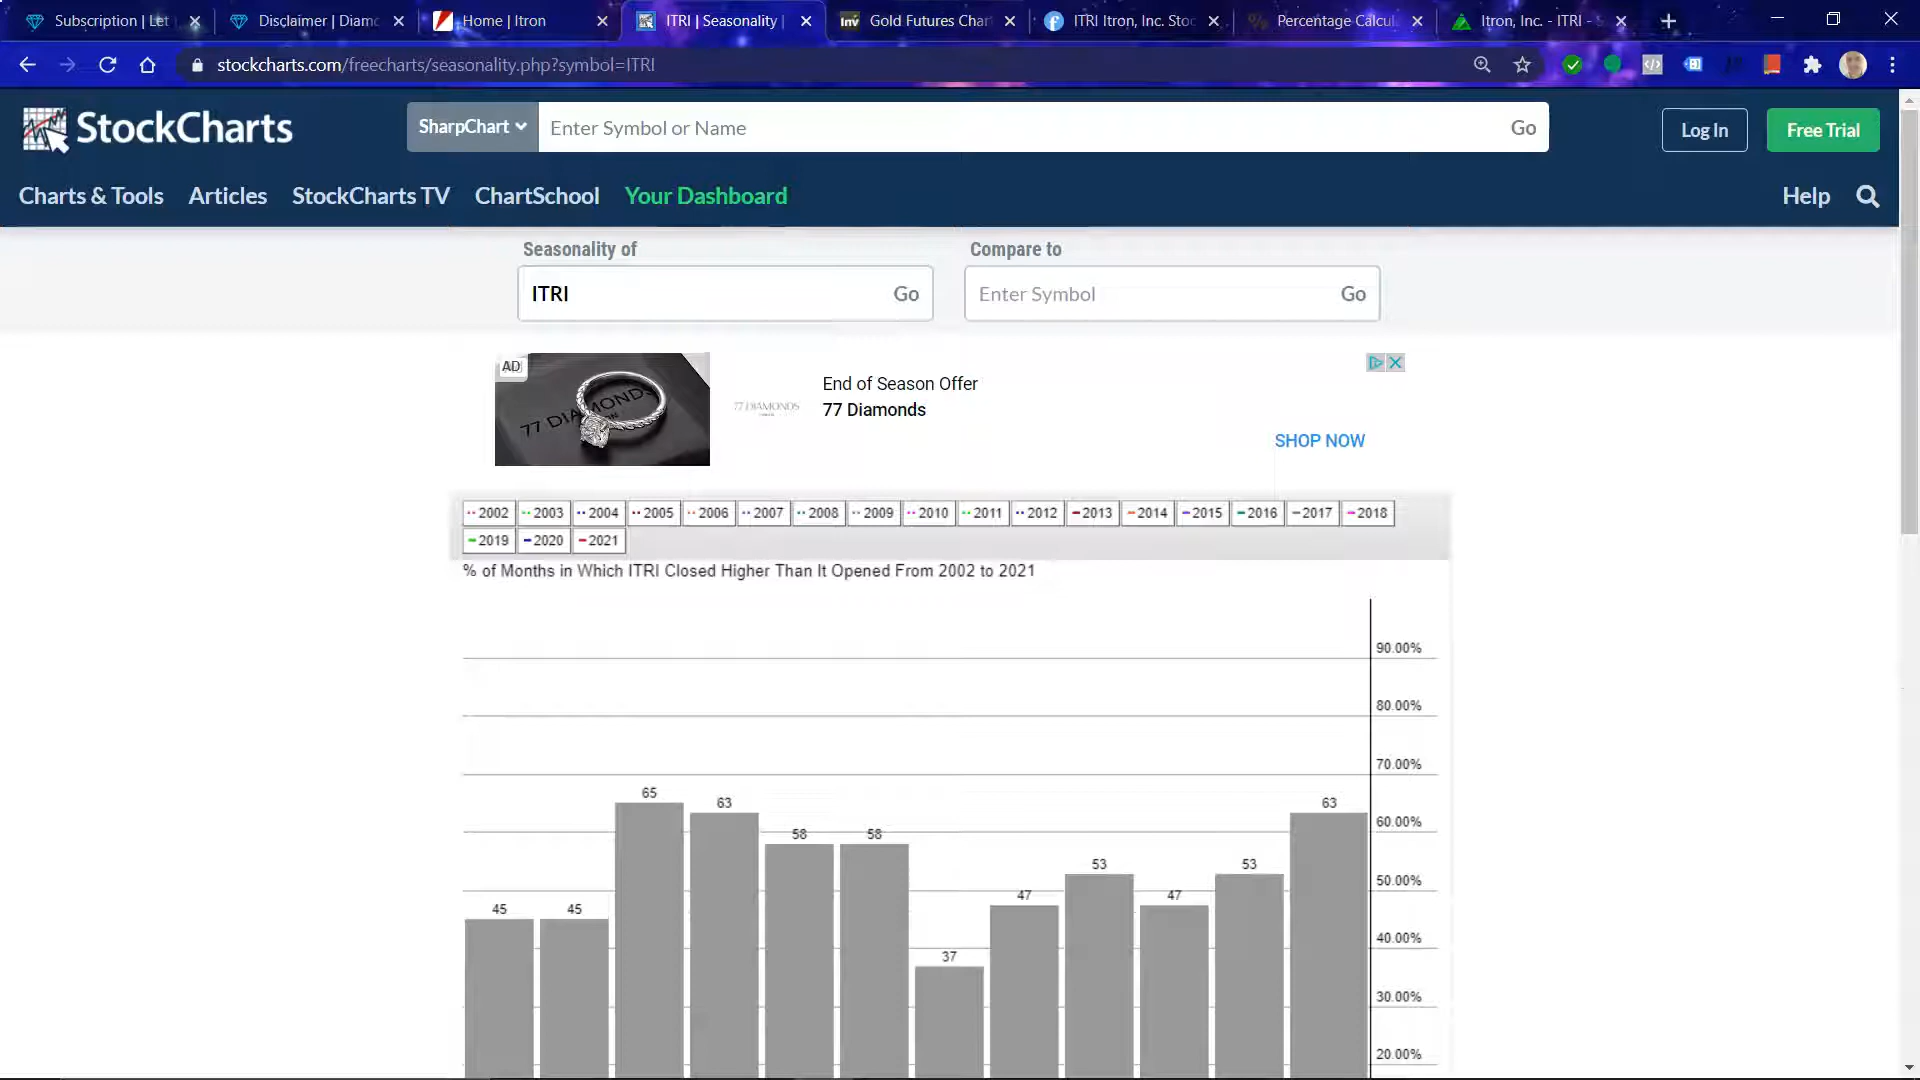 Subscription | Let
Disclaimer | Diamo
Home | Itron
ITRI | Seasonality |
Inv Gold Futures Char
ITRI Itron, Inc. Stoc
Percentage Calcul
Itron, Inc. - ITRI -
stockcharts.com/freecharts/seasonality.php?symbol=ITRI
StockCharts
SharpChart
Enter Symbol or Name
Go
Log In
Free Trial
Charts & Tools
Articles
StockCharts TV
ChartSchool
Your Dashboard
Help
Seasonality of
Compare to
ITRI
Go
Enter Symbol
Go
AD
77 DIAMONDS
77 DIAMONDS
End of Season Offer
77 Diamonds
SHOP NOW
2002 2003 2004 2005 2006 2007 2008 2009 2010 2011 2012 2013 2014 2015 2016 2017 2018
2019 2020 2021
% of Months in Which ITRI Closed Higher Than It Opened From 2002 to 2021
90.00%
80.00%
70.00%
60.00%
50.00%
40.00%
30.00%
20.00%
45
45
65
63
58
58
37
47
53
47
53
63